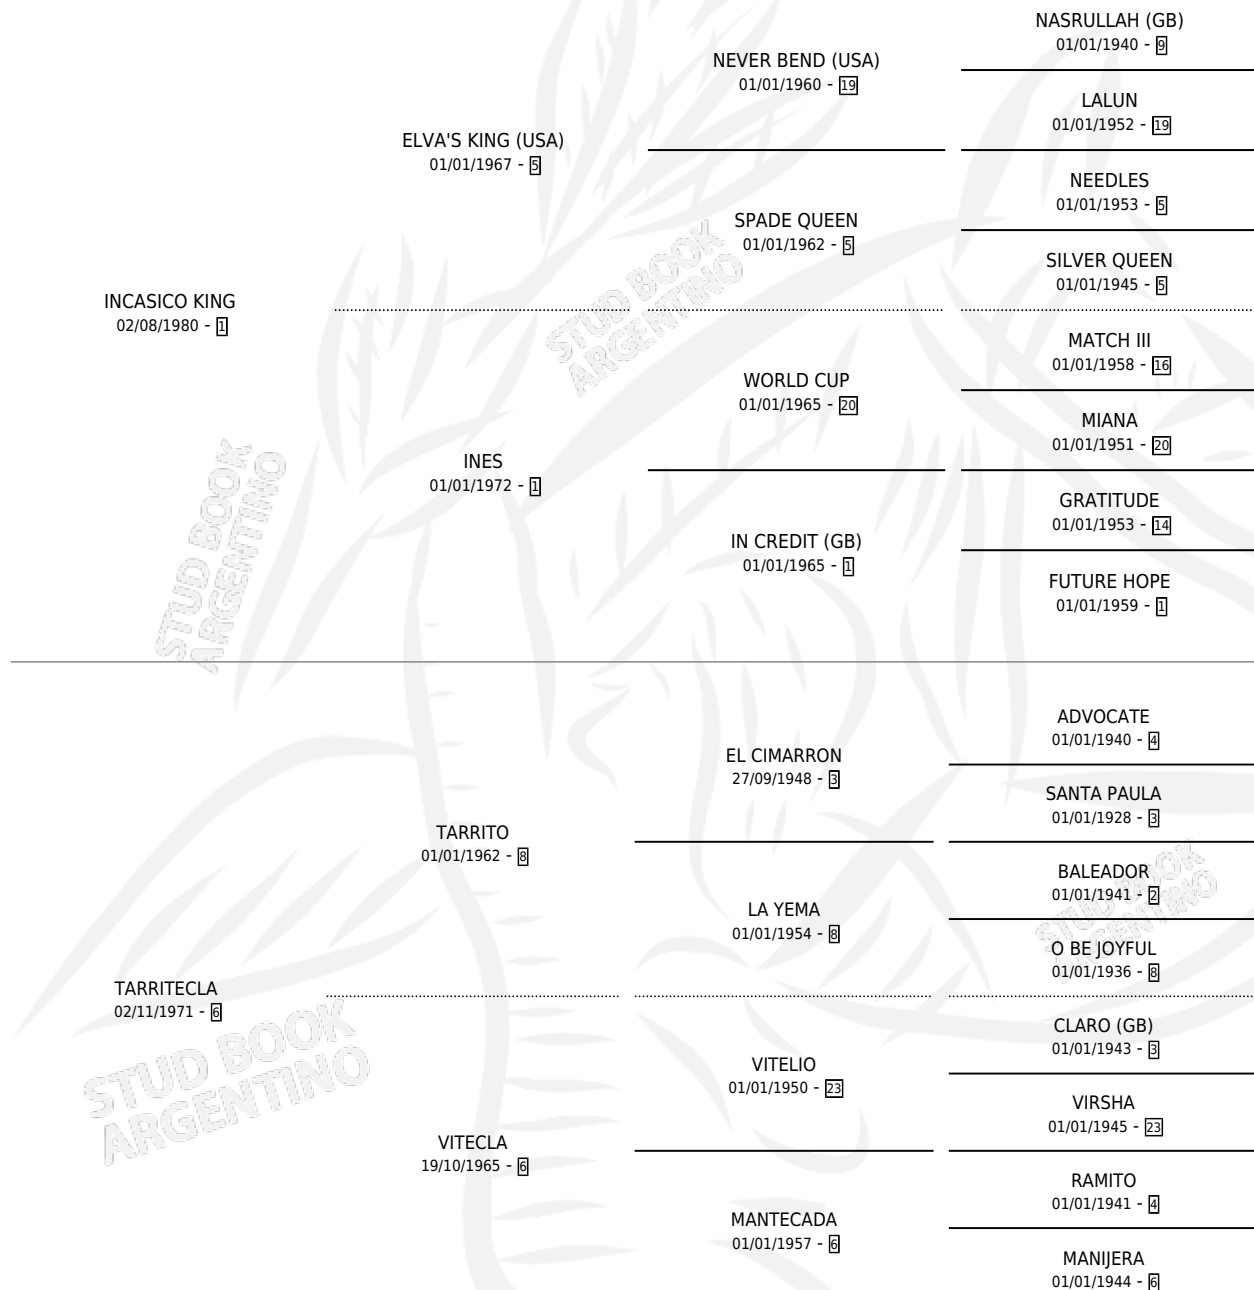 NASRULLAH (GB)
01/01/1940 - 9
NEVER BEND (USA)
01/01/1960 - 19
LALUN
01/01/1952 - 19
ELVA'S KING (USA)
01/01/1967 - 5
NEEDLES
01/01/1953 - 5
SPADE QUEEN
01/01/1962 - 5
SILVER QUEEN
01/01/1945 - 5
INCASICO KING
02/08/1980 - 1
MATCH III
01/01/1958 - 16
WORLD CUP
01/01/1965 - 20
MIANA
01/01/1951 - 20
INES
01/01/1972 - 1
GRATITUDE
01/01/1953 - 14
IN CREDIT (GB)
01/01/1965 - 1
FUTURE HOPE
01/01/1959 - 1
ADVOCATE
01/01/1940 - 4
EL CIMARRON
27/09/1948 - 3
SANTA PAULA
01/01/1928 - 3
TARRITO
01/01/1962 - 8
BALEADOR
01/01/1941 - 2
LA YEMA
01/01/1954 - 8
O BE JOYFUL
01/01/1936 - 8
TARRITECLA
02/11/1971 - 6
CLARO (GB)
01/01/1943 - 3
VITELIO
01/01/1950 - 23
VIRSHA
01/01/1945 - 23
VITECLA
19/10/1965 - 6
RAMITO
01/01/1941 - 4
MANTECADA
01/01/1957 - 6
MANIJERA
01/01/1944 - 6
STUD BOOK
ARGENTINO
STUD BOOK
ARGENTINO
STUD BOOK
ARGENTINO
STUD BOOK
ARGENTINO